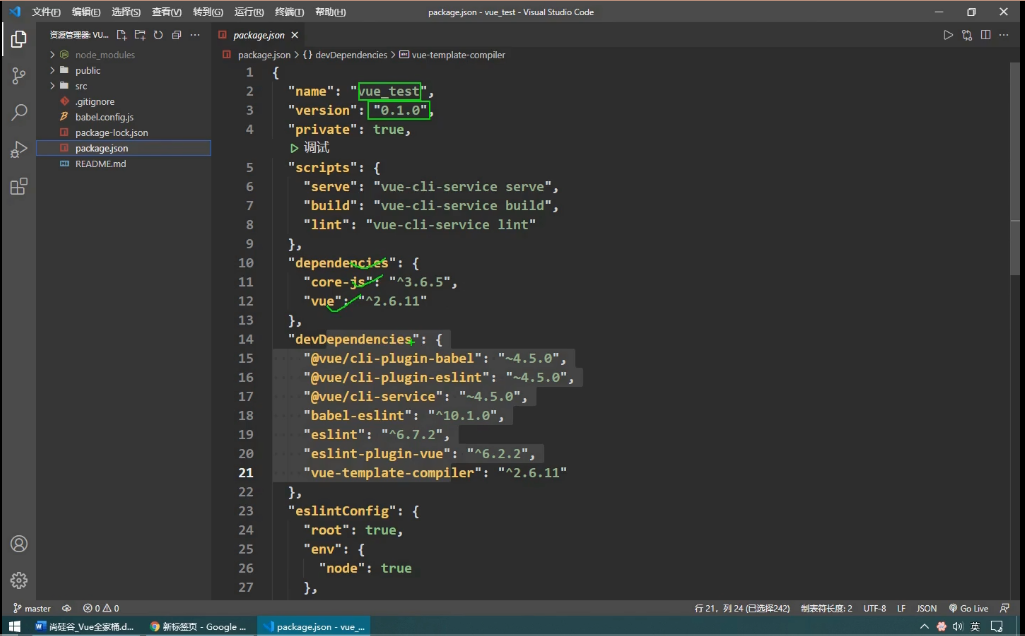 文件(F) 编辑(E) 选择(S) 查看(V) 转到(G) 运行(R) 终端(T) 帮助(H) package.json - vue_test - Visual Studio Code
资源管理器: VU...
node_modules
public
src
.gitignore
babel.config.js
package-lock.json
package.json
README.md
package.json
package.json > {} devDependencies > vue-template-compiler
1 {
2 "name": "vue_test",
3 "version": "0.1.0",
4 "private": true,
调试
5 "scripts": {
6 "serve": "vue-cli-service serve",
7 "build": "vue-cli-service build",
8 "lint": "vue-cli-service lint"
9 },
10 "dependencies": {
11 "core-js": "^3.6.5",
12 "vue": "^2.6.11"
13 },
14 "devDependencies": {
15 "@vue/cli-plugin-babel": "~4.5.0",
16 "@vue/cli-plugin-eslint": "~4.5.0",
17 "@vue/cli-service": "~4.5.0",
18 "babel-eslint": "^10.1.0",
19 "eslint": "^6.7.2",
20 "eslint-plugin-vue": "^6.2.2",
21 "vue-template-compiler": "^2.6.11"
22 },
23 "eslintConfig": {
24 "root": true,
25 "env": {
26 "node": true
27 },
master 0 0 行 21，列 24 (已选择242) 制表符长度: 2 UTF-8 LF JSON Go Live
尚硅谷_Vue全家桶.d... 新标签页 - Google ... package.json - vue_... 英